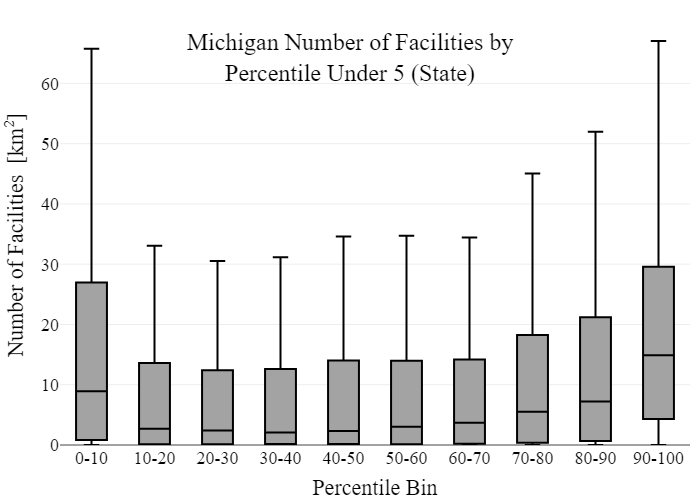 Michigan Number of Facilities by
Percentile Under 5 (State)
Number of Facilities [km²]
60
50
40
30
20
10
0
0-10 10-20 20-30 30-40 40-50 50-60 60-70 70-80 80-90 90-100
Percentile Bin